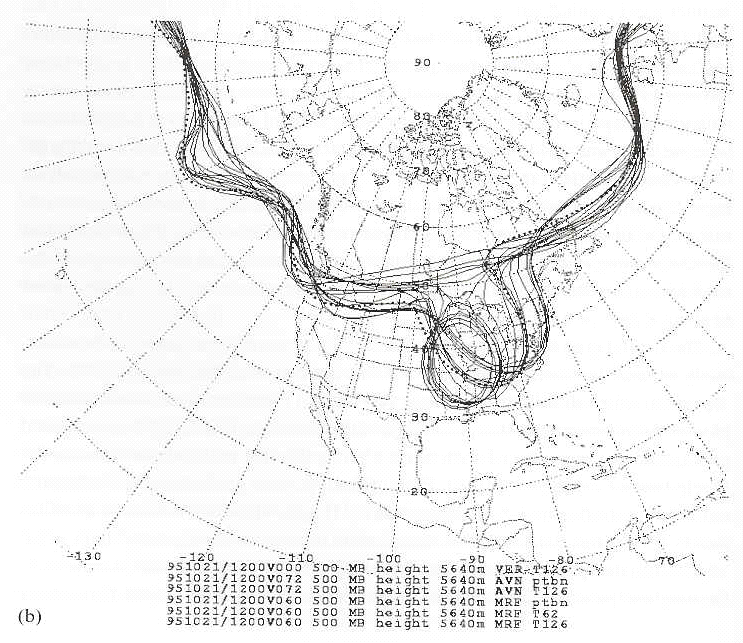 90
80
70
60
40
30
20
-130 -120 -110 -100 -90 -80 -70
951021/1200V000 500 MB height 5640m VER T126
951021/1200V072 500 MB height 5640m AVN ptbn
951021/1200V072 500 MB height 5640m AVN T126
951021/1200V060 500 MB height 5640m MRF ptbn
951021/1200V060 500 MB height 5640m MRF T62
951021/1200V060 500 MB height 5640m MRF T126
(b)